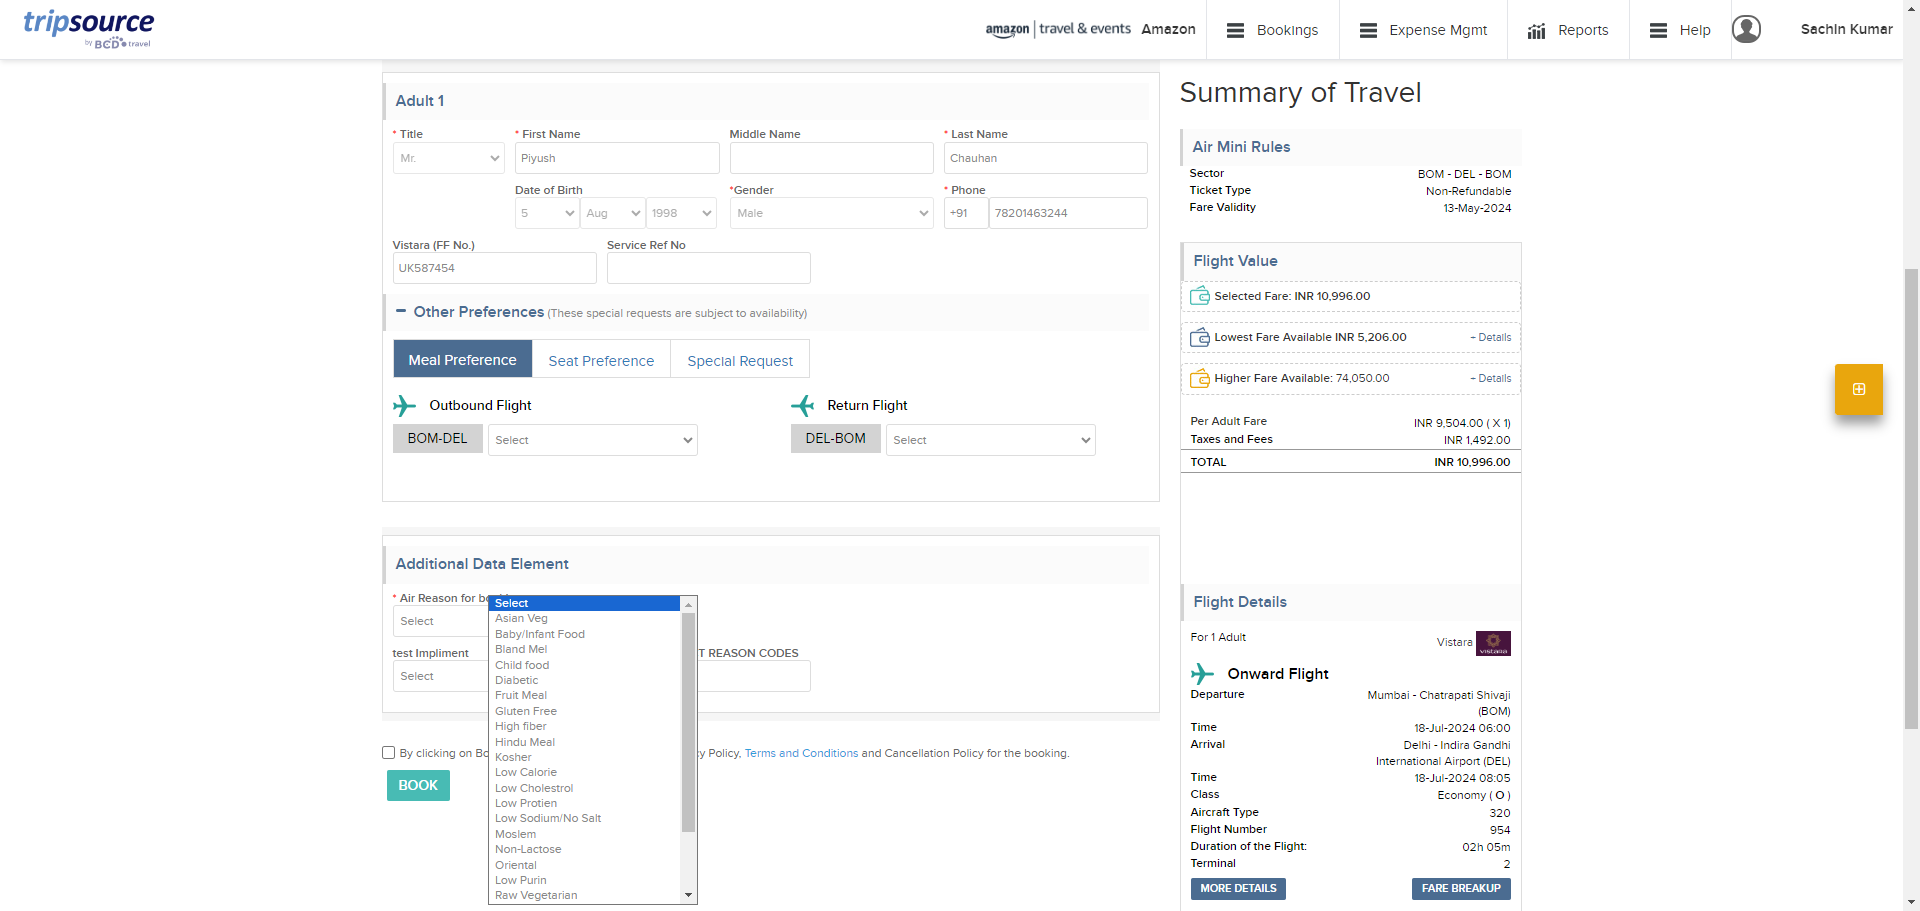 tripsource
by BCD travel
amazon | travel & events Amazon
Bookings
Expense Mgmt
Reports
Help
Sachin Kumar
Adult 1
* Title
* First Name
Middle Name
* Last Name
Mr.
Piyush
Chauhan
Date of Birth
*Gender
* Phone
5
Aug
1998
Male
+91
78201463244
Vistara (FF No.)
Service Ref No
UK587454
Other Preferences (These special requests are subject to availability)
Meal Preference
Seat Preference
Special Request
Outbound Flight
Return Flight
BOM-DEL
Select
DEL-BOM
Select
Additional Data Element
* Air Reason for
Select
test Impliment
T REASON CODES
Select
Select
Asian Veg
Baby/Infant Food
Bland Mel
Child food
Diabetic
Fruit Meal
Gluten Free
High fiber
Hindu Meal
Kosher
Low Calorie
Low Cholestrol
Low Protien
Low Sodium/No Salt
Moslem
Non-Lactose
Oriental
Low Purin
Raw Vegetarian
By clicking on Bo
y Policy, Terms and Conditions and Cancellation Policy for the booking.
BOOK
Summary of Travel
Air Mini Rules
Sector BOM - DEL - BOM
Ticket Type Non-Refundable
Fare Validity 13-May-2024
Flight Value
Selected Fare: INR 10,996.00
Lowest Fare Available INR 5,206.00 + Details
Higher Fare Available: 74,050.00 + Details
Per Adult Fare INR 9,504.00 ( X 1)
Taxes and Fees INR 1,492.00
TOTAL INR 10,996.00
Flight Details
For 1 Adult Vistara
VISTARA
Onward Flight
Departure Mumbai - Chatrapati Shivaji
(BOM)
Time 18-Jul-2024 06:00
Arrival Delhi - Indira Gandhi
International Airport (DEL)
Time 18-Jul-2024 08:05
Class Economy ( O )
Aircraft Type 320
Flight Number 954
Duration of the Flight: 02h 05m
Terminal 2
MORE DETAILS
FARE BREAKUP